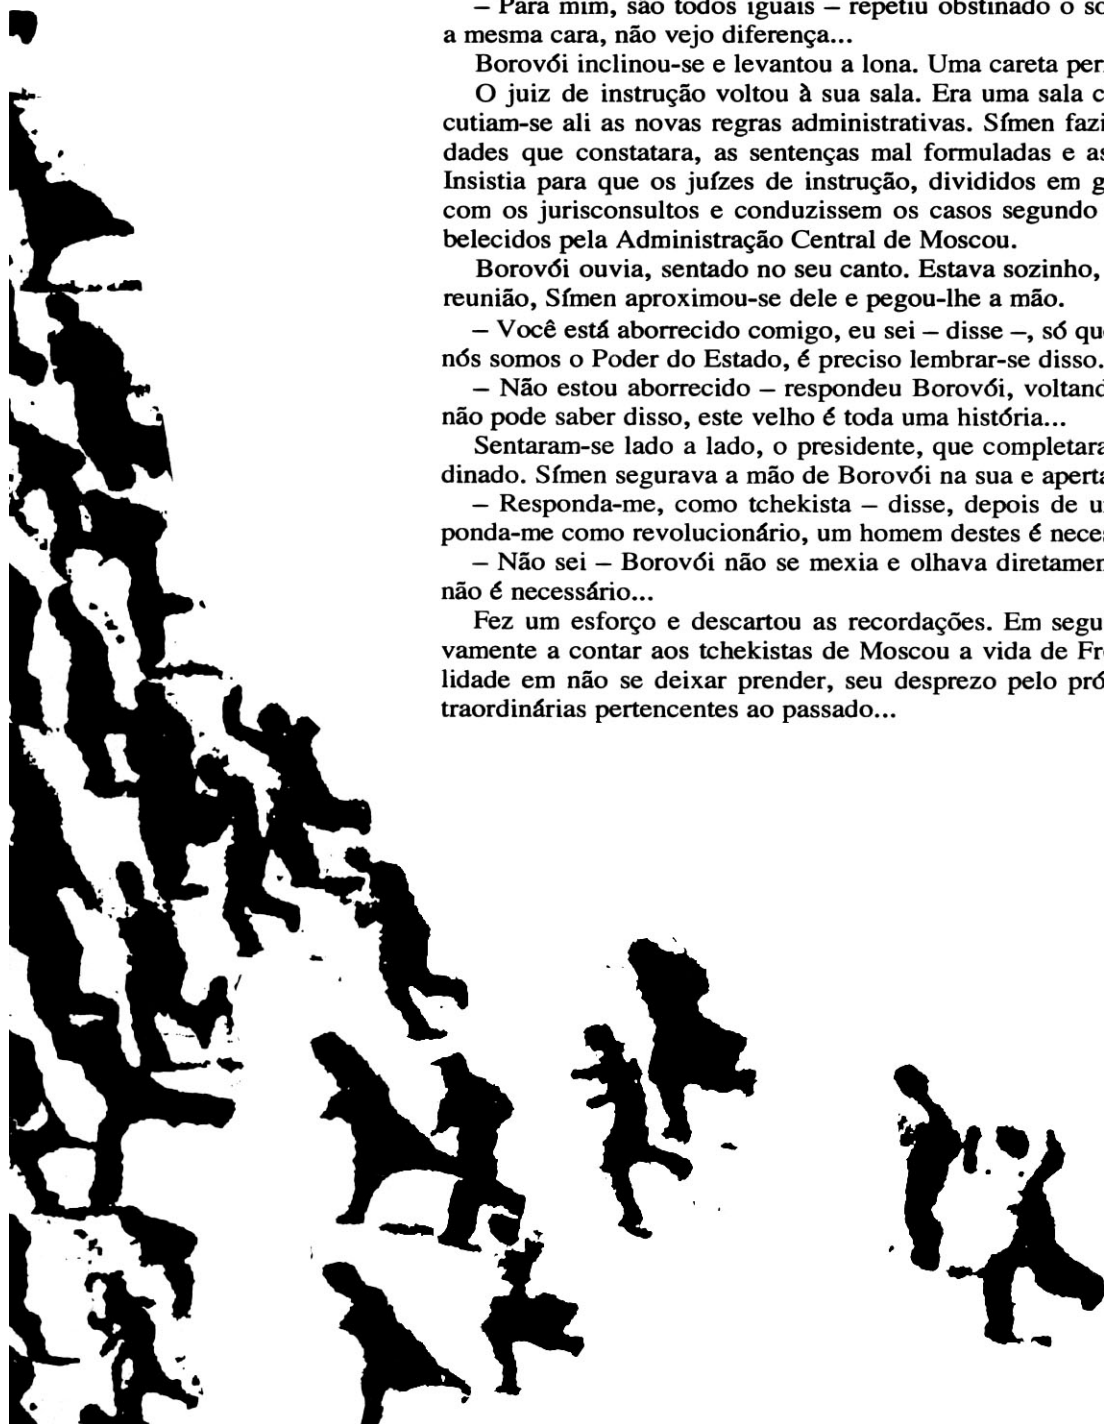 – Para mim, são todos iguais – repetiu obstinado o so
a mesma cara, não vejo diferença...
Borovói inclinou-se e levantou a lona. Uma careta per
O juiz de instrução voltou à sua sala. Era uma sala c
cutiam-se ali as novas regras administrativas. Símen fazi
dades que constatara, as sentenças mal formuladas e as
Insistia para que os juízes de instrução, divididos em g
com os jurisconsultos e conduzissem os casos segundo
belecidos pela Administração Central de Moscou.
Borovói ouvia, sentado no seu canto. Estava sozinho,
reunião, Símen aproximou-se dele e pegou-lhe a mão.
– Você está aborrecido comigo, eu sei – disse –, só qu
nós somos o Poder do Estado, é preciso lembrar-se disso.
– Não estou aborrecido – respondeu Borovói, voltand
não pode saber disso, este velho é toda uma história...
Sentaram-se lado a lado, o presidente, que completara
dinado. Símen segurava a mão de Borovói na sua e aperta
– Responda-me, como tchekista – disse, depois de u
ponda-me como revolucionário, um homem destes é neces
– Não sei – Borovói não se mexia e olhava diretamen
não é necessário...
Fez um esforço e descartou as recordações. Em segu
vamente a contar aos tchekistas de Moscou a vida de Fr
lidade em não se deixar prender, seu desprezo pelo pró
traordinárias pertencentes ao passado...